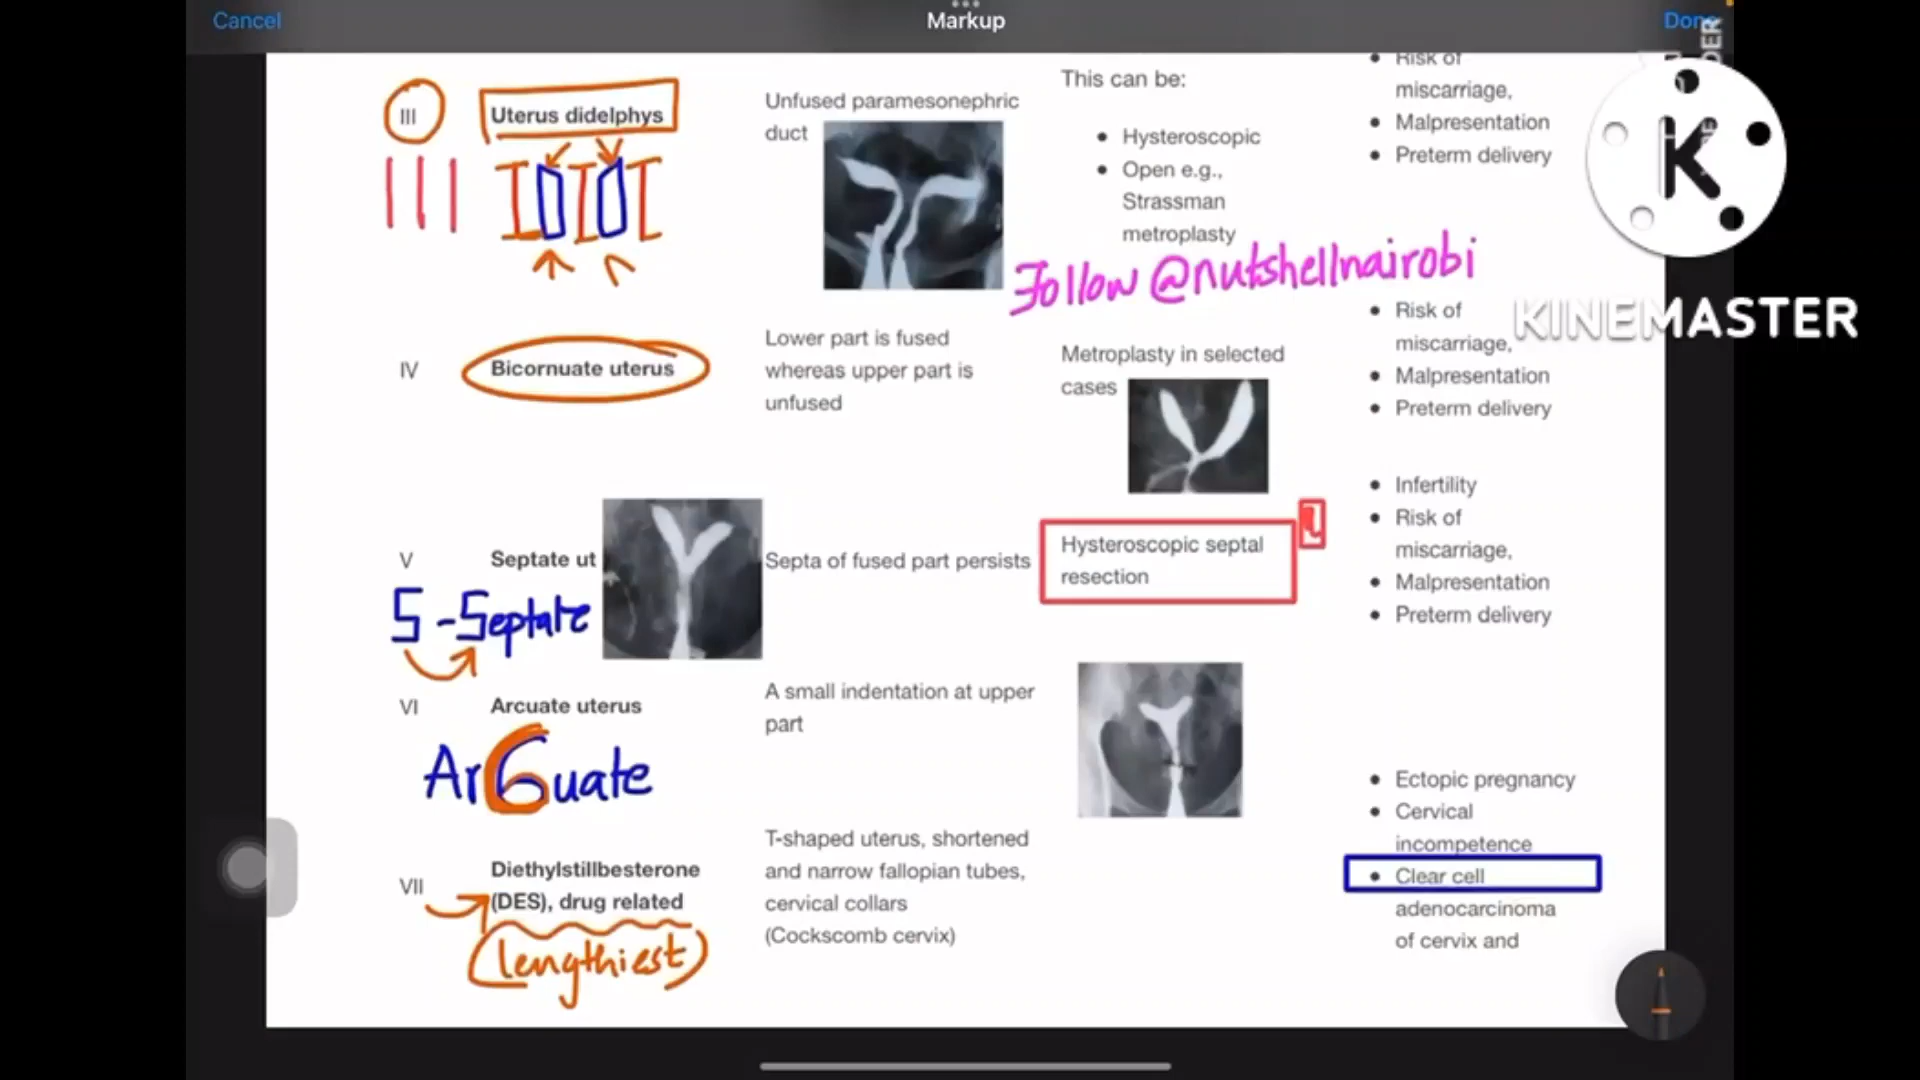 Cancel
Markup
Done
III
Uterus didelphys
Unfused paramesonephric
duct
This can be:
• Hysteroscopic
• Open e.g.,
Strassman
metroplasty
• Risk of
miscarriage,
• Malpresentation
• Preterm delivery
K
KINEMASTER
Follow @nutshellnairobi
IV
Bicornuate uterus
Lower part is fused
whereas upper part is
unfused
Metroplasty in selected
cases
• Risk of
miscarriage,
• Malpresentation
• Preterm delivery
V
Septate ut
Septa of fused part persists
Hysteroscopic septal
resection
• Infertility
• Risk of
miscarriage,
• Malpresentation
• Preterm delivery
5 - Septate
VI
Arcuate uterus
A small indentation at upper
part
Ar6uate
VII
Diethylstillbesterone
(DES), drug related
(lengthiest)
T-shaped uterus, shortened
and narrow fallopian tubes,
cervical collars
(Cockscomb cervix)
• Ectopic pregnancy
• Cervical
incompetence
• Clear cell
adenocarcinoma
of cervix and